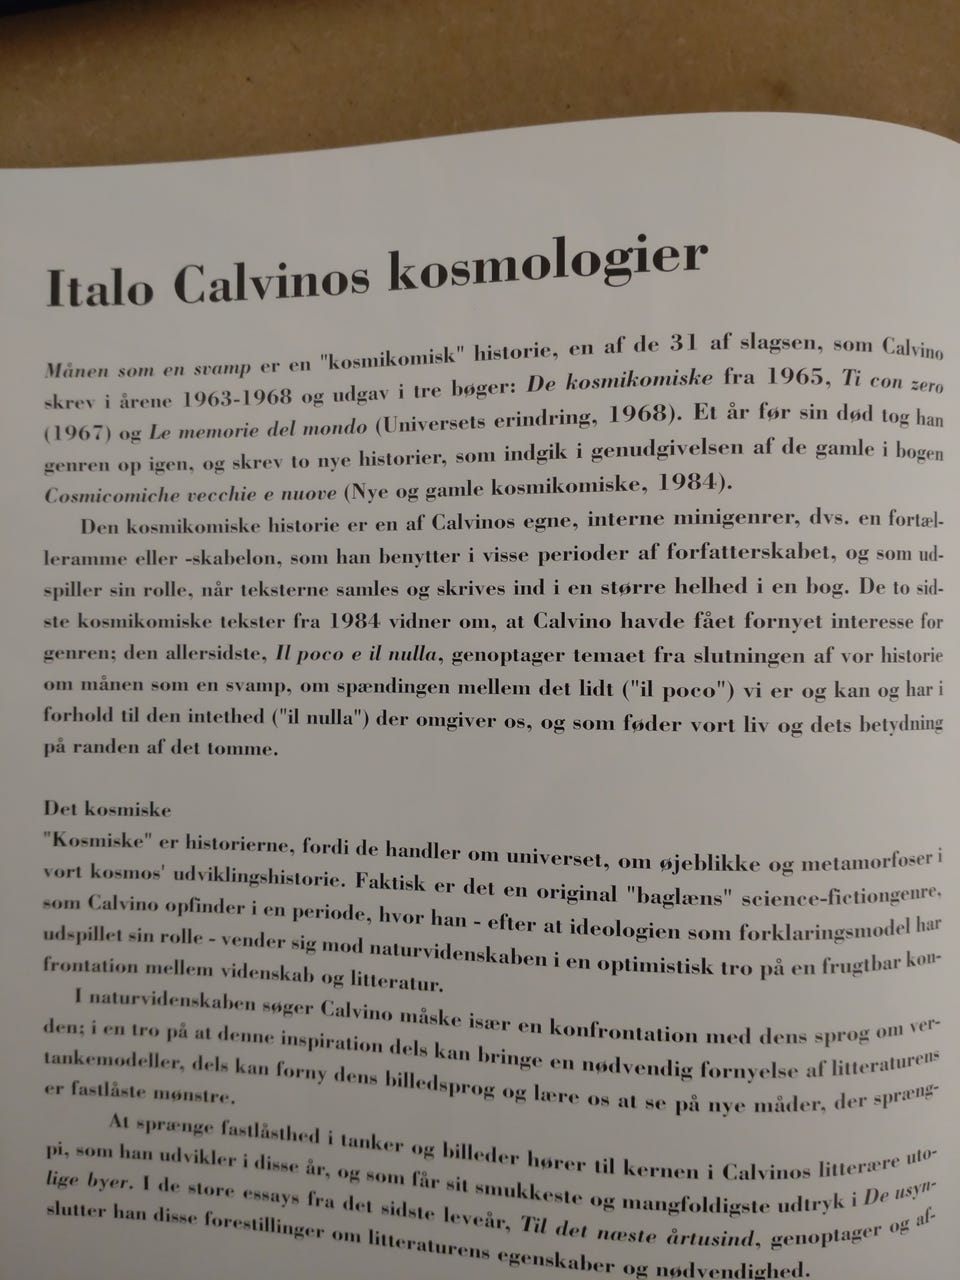 Italo Calvinos kosmologier
Månen som en svamp er en "kosmikomisk" historie, en af de 31 af slagsen, som Calvino
skrev i årene 1963-1968 og udgav i tre bøger: De kosmikomiske fra 1965, Ti con zero
(1967) og Le memorie del mondo (Universets erindring, 1968). Et år før sin død tog han
genren op igen, og skrev to nye historier, som indgik i genudgivelsen af de gamle i bogen
Cosmicomiche vecchie e nuove (Nye og gamle kosmikomiske, 1984).
Den kosmikomiske historie er en af Calvinos egne, interne minigenrer, dvs. en fortæl-
leramme eller -skabelon, som han benytter i visse perioder af forfatterskabet, og som ud-
spiller sin rolle, når teksterne samles og skrives ind i en større helhed i en bog. De to sid-
ste kosmikomiske tekster fra 1984 vidner om, at Calvino havde fået fornyet interesse for
genren; den allersidste, Il poco e il nulla, genoptager temaet fra slutningen af vor historie
om månen som en svamp, om spændingen mellem det lidt ("il poco") vi er og kan og har i
forhold til den intethed ("il nulla") der omgiver os, og som føder vort liv og dets betydning
på randen af det tomme.
Det kosmiske
"Kosmiske" er historierne, fordi de handler om universet, om øjeblikke og metamorfoser i
vort kosmos' udviklingshistorie. Faktisk er det en original "baglæns" science-fictiongenre,
som Calvino opfinder i en periode, hvor han - efter at ideologien som forklaringsmodel har
udspillet sin rolle - vender sig mod naturvidenskaben i en optimistisk tro på en frugtbar kon-
frontation mellem videnskab og litteratur.
I naturvidenskaben søger Calvino måske især en konfrontation med dens sprog om ver-
den; i en tro på at denne inspiration dels kan bringe en nødvendig fornyelse af litteraturens
tankemodeller, dels kan forny dens billedsprog og lære os at se på nye måder, der spræng-
er fastlåste mønstre.
At sprænge fastlåsthed i tanker og billeder hører til kernen i Calvinos litterære uto-
pi, som han udvikler i disse år, og som får sit smukkeste og mangfoldigste udtryk i De usyn-
lige byer. I de store essays fra det sidste leveår, Til det næste årtusind, genoptager og af-
slutter han disse forestillinger om litteraturens egenskaber og nødvendighed.